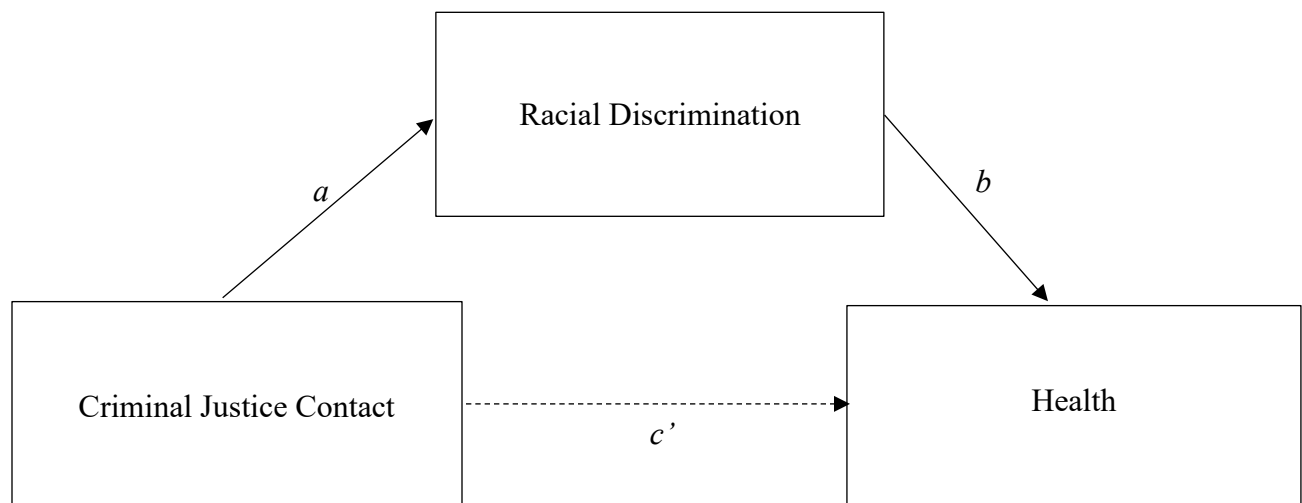 Racial Discrimination
a
b
Criminal Justice Contact
Health
c’